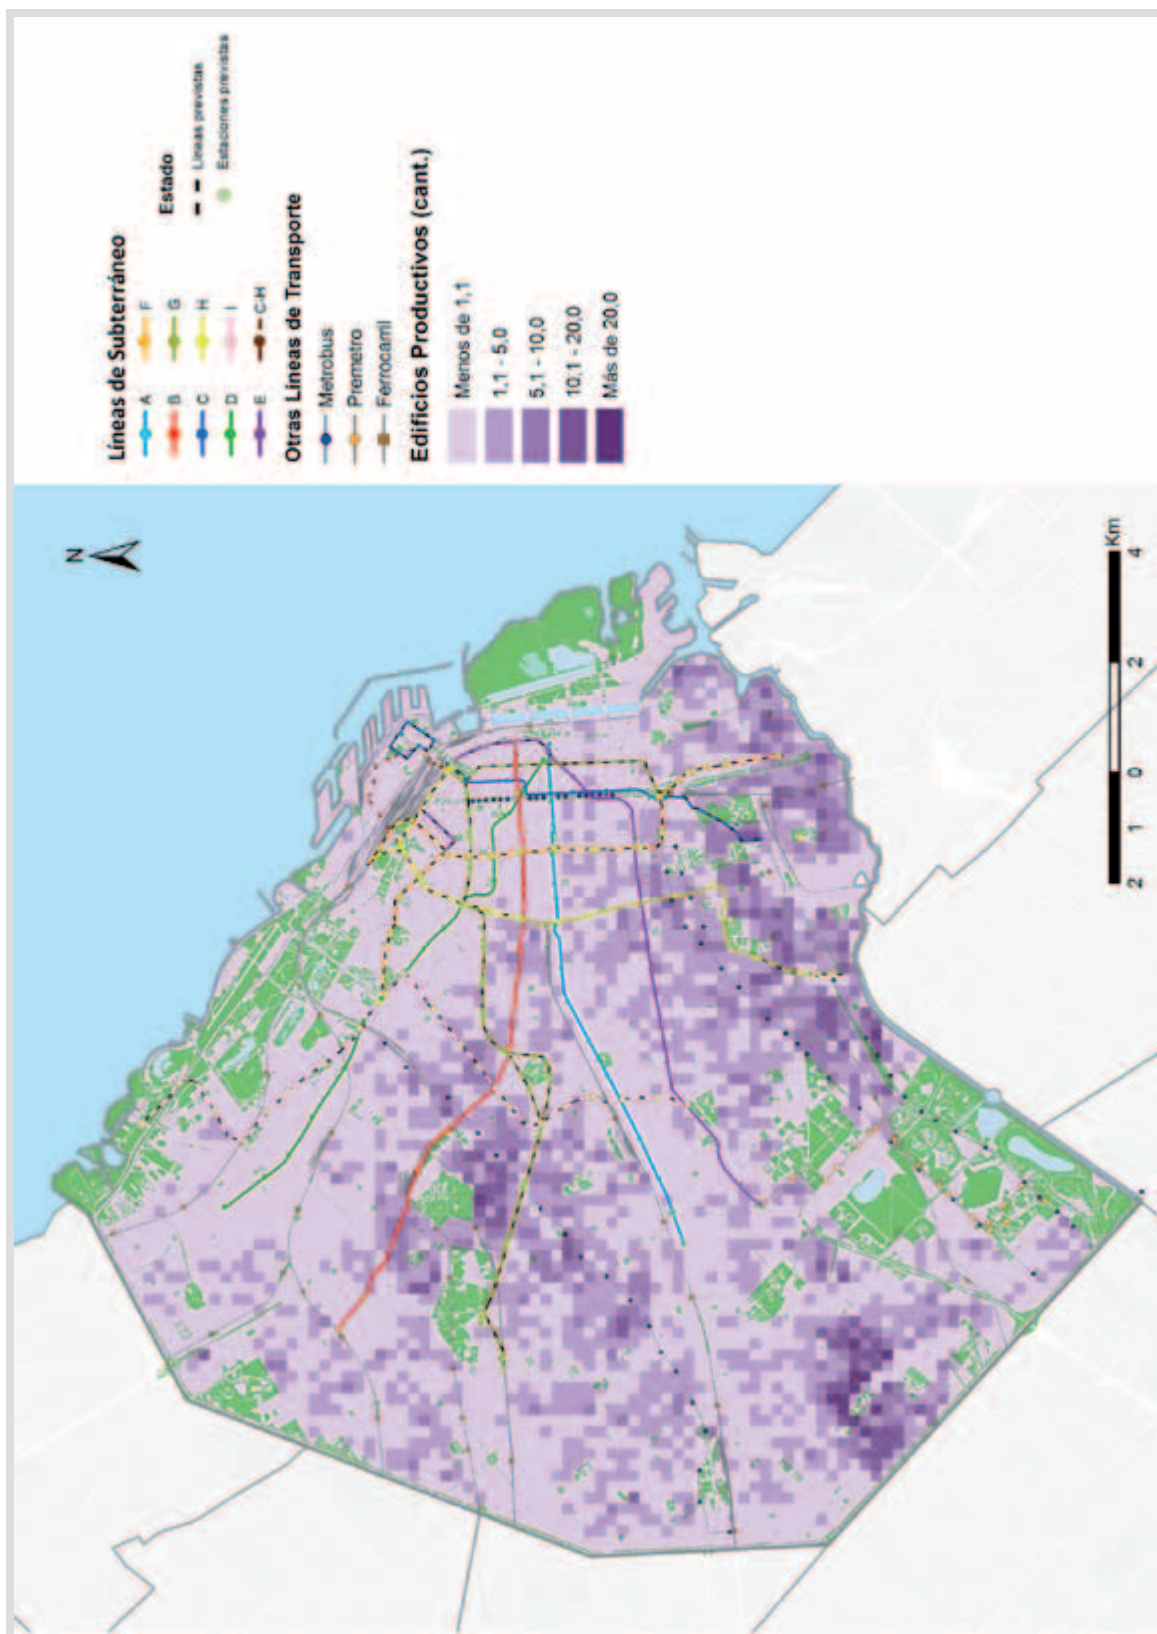 Líneas de Subterráneo
A
B
C
D
E
F
G
H
I
C-H
Estado
Líneas previstas
Estaciones previstas
Otras Líneas de Transporte
Metrobus
Premetro
Ferrocarril
Edificios Productivos (cant.)
Menos de 1,1
1,1 - 5,0
5,1 - 10,0
10,1 - 20,0
Más de 20,0
N
2 1 0 2 4
Km